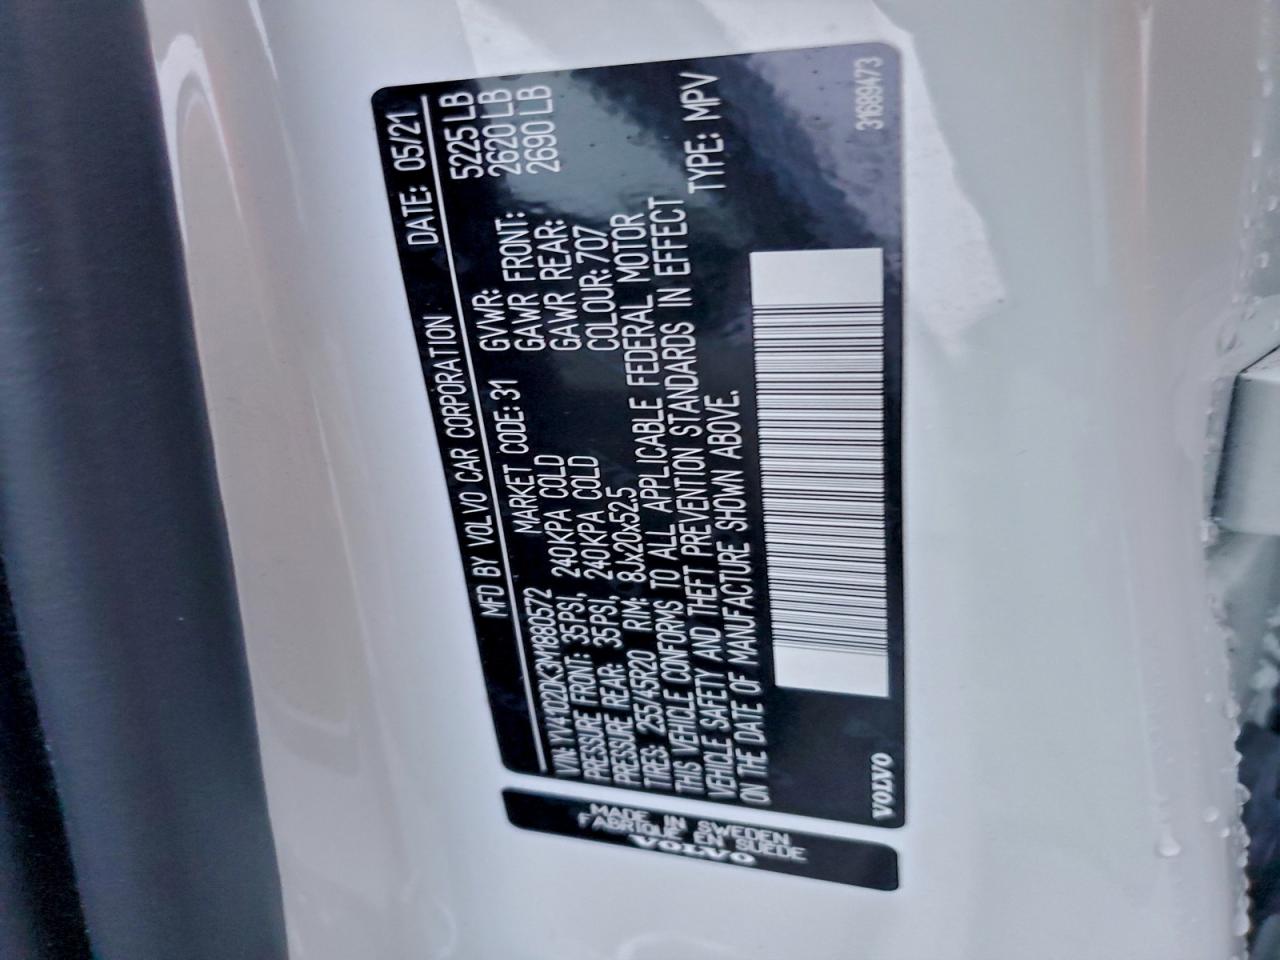 MFD BY VOLVO CAR CORPORATION DATE: 05/21
VIN: YV4102DK3M1880572 MARKET CODE: 31 GVWR: 5225 LB
PRESSURE FRONT: 35PSI, 240KPA COLD GAWR FRONT: 2620 LB
PRESSURE REAR: 35PSI, 240KPA COLD GAWR REAR: 2690 LB
TIRES: 255/45R20 RIM: 8Jx20x52.5 COLOUR: 707
THIS VEHICLE CONFORMS TO ALL APPLICABLE FEDERAL MOTOR
VEHICLE SAFETY AND THEFT PREVENTION STANDARDS IN EFFECT
ON THE DATE OF MANUFACTURE SHOWN ABOVE. TYPE: MPV
VOLVO 31689473
MADE IN SWEDEN
FABRIQUÉ EN SUÈDE
VOLVO